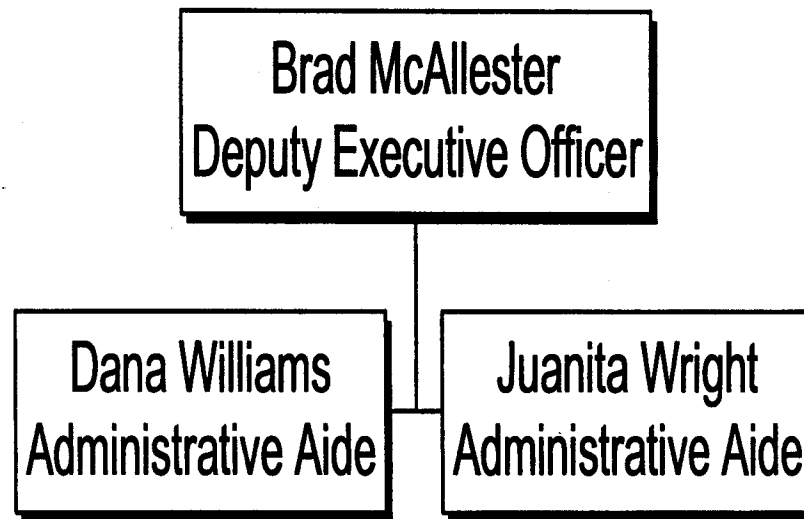 Brad McAllester
Deputy Executive Officer
Dana Williams
Administrative Aide
Juanita Wright
Administrative Aide